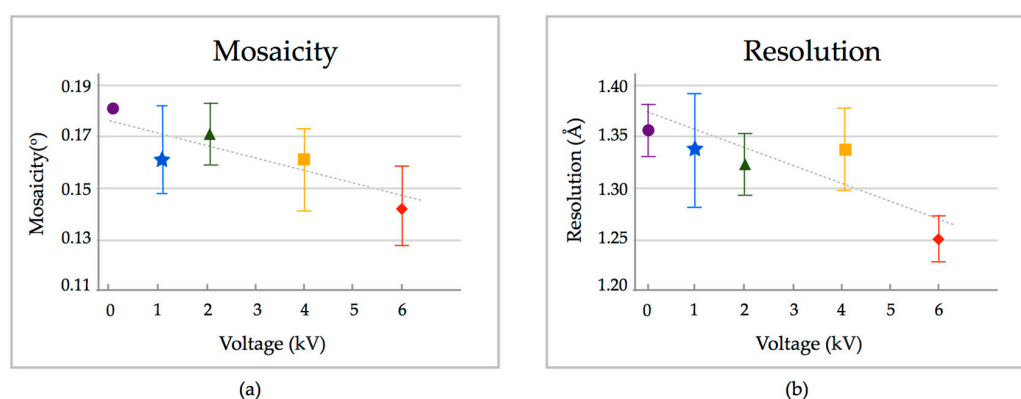 Mosaicity
0.19
0.17
0.15
0.13
0.11
Mosaicity(°)
0 1 2 3 4 5 6
Voltage (kV)
(a)
Resolution
1.40
1.35
1.30
1.25
1.20
Resolution (Å)
0 1 2 3 4 5 6
Voltage (kV)
(b)